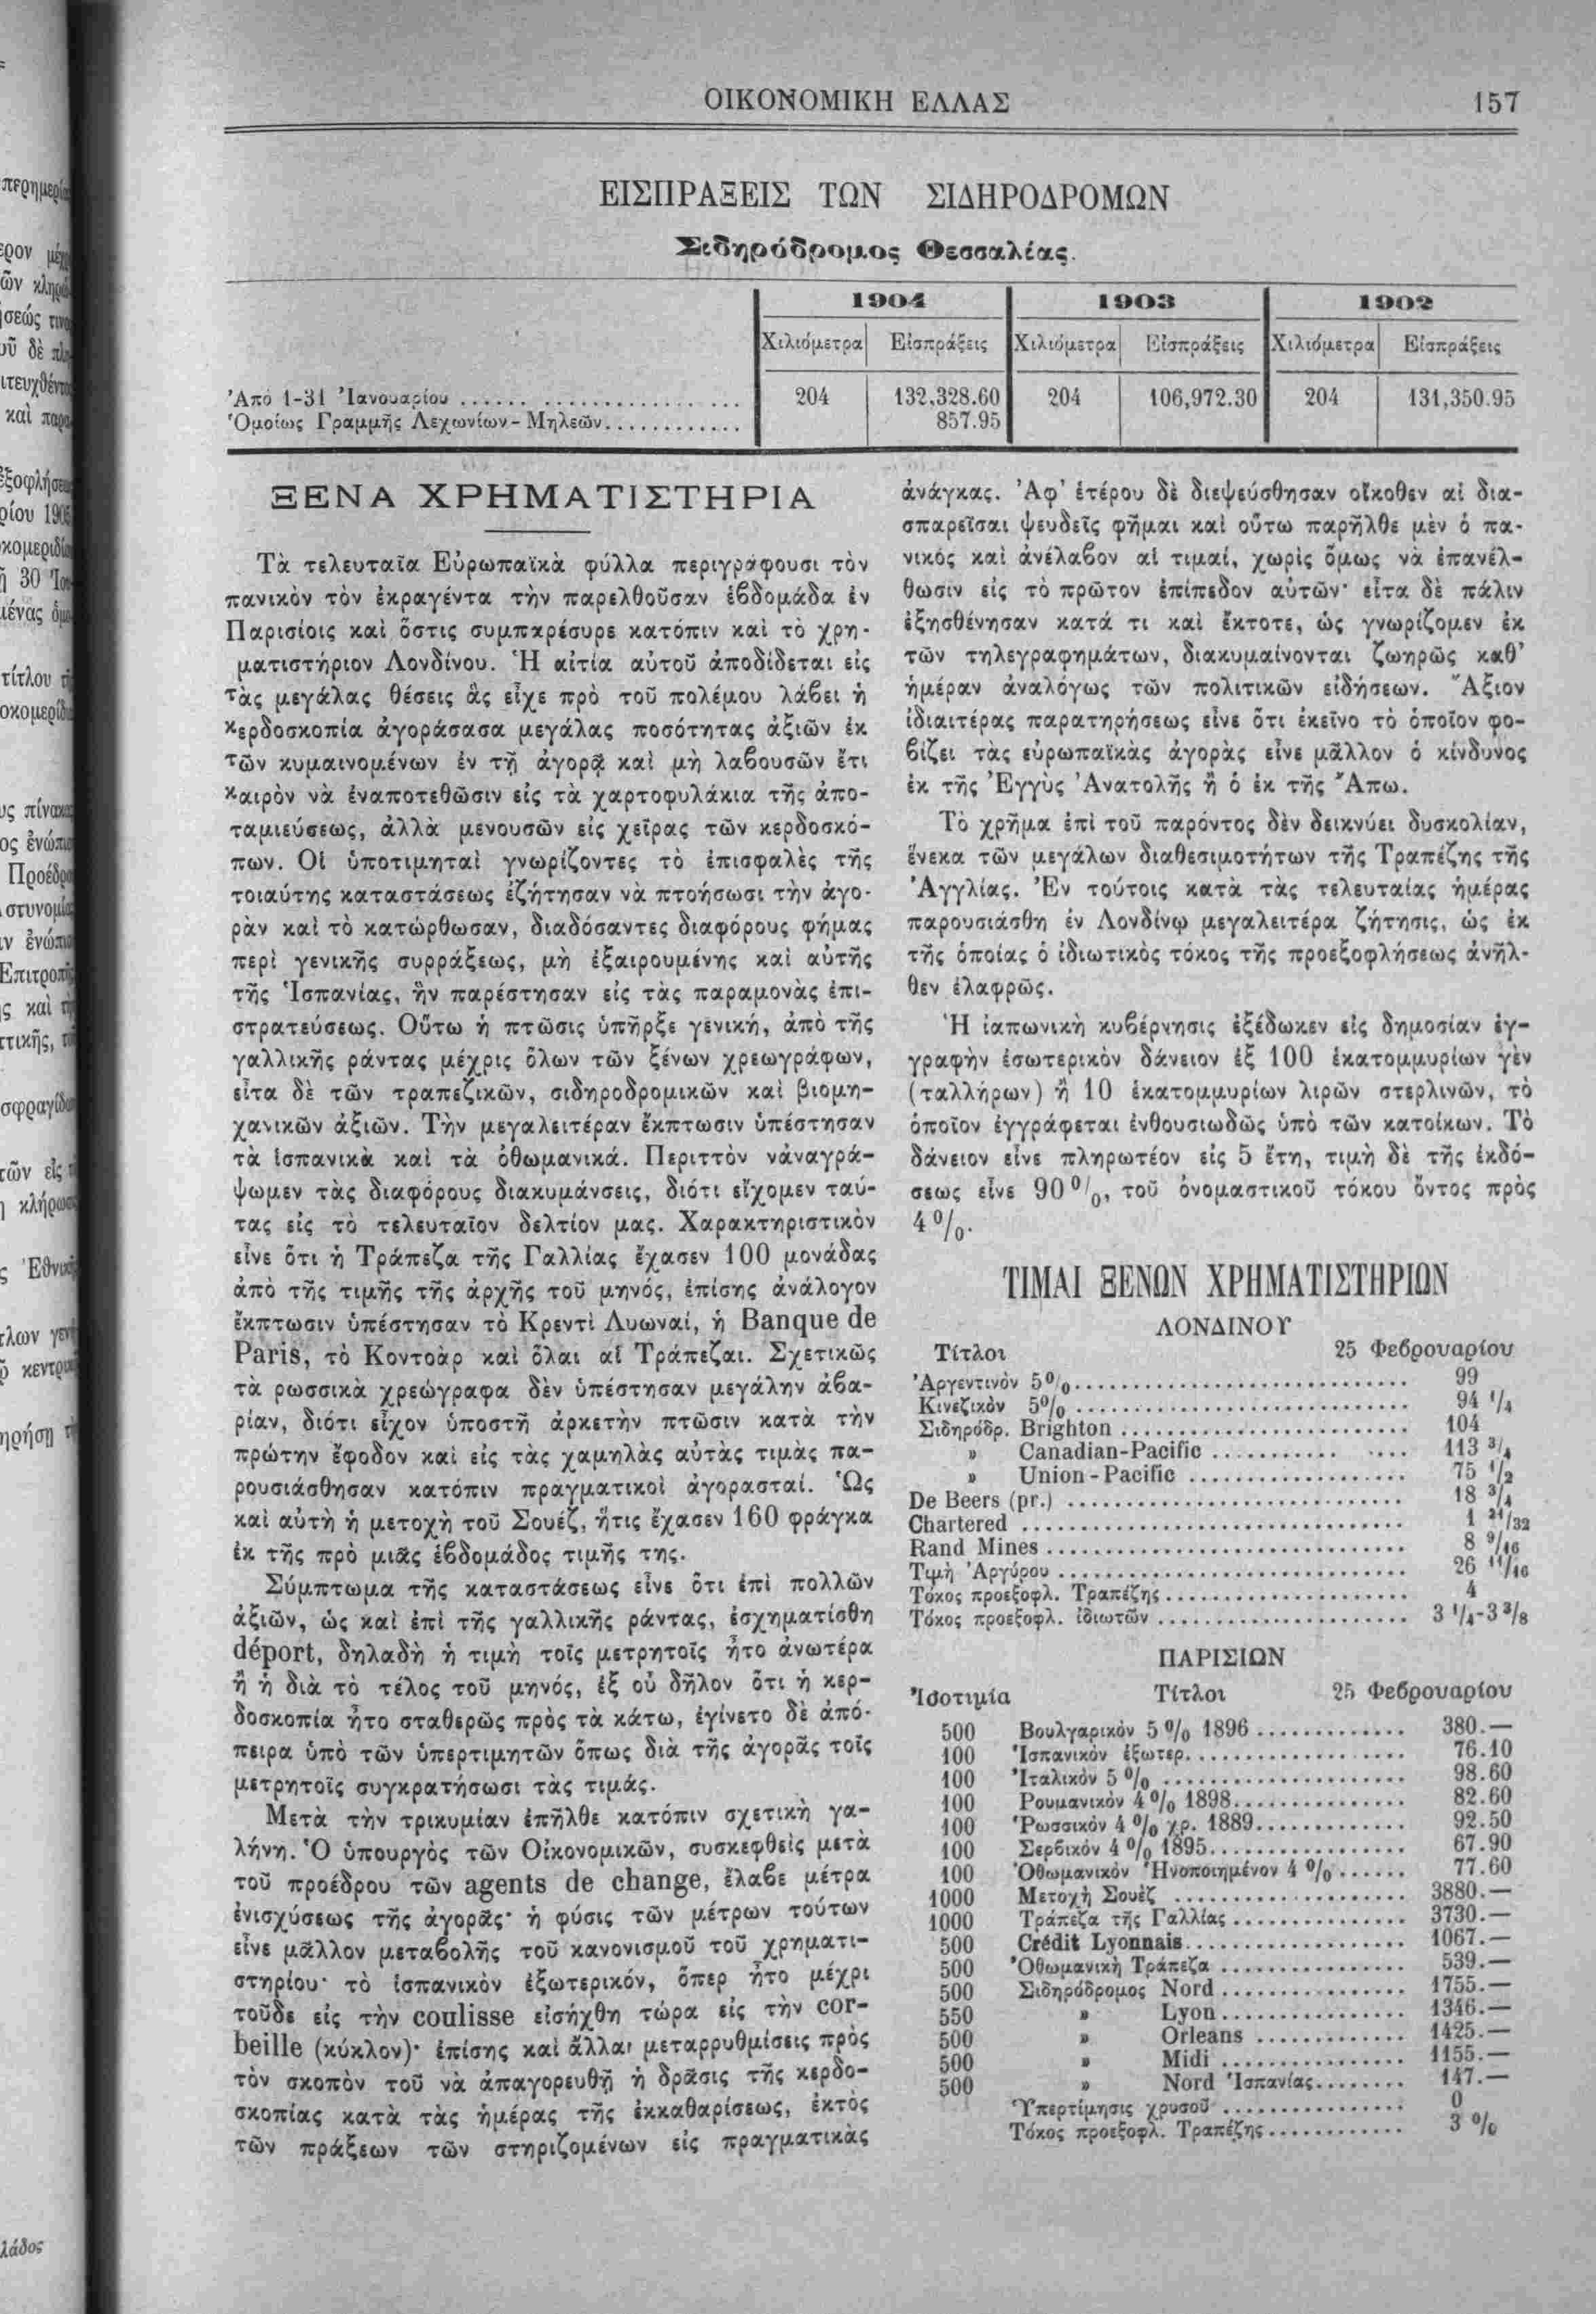 ΟΙΚΟΝΟΜΙΚΗ ΕΛΛΑΣ 157
ΕΙΣΠΡΑΞΕΙΣ ΤΩΝ ΣΙΔΗΡΟΔΡΟΜΩΝ
Σιδηρόδρομος Θεσσαλίας.
1904 1903 1902
Χιλιόμετρα Εἰσπράξεις Χιλιόμετρα Εἰσπράξεις Χιλιόμετρα Εἰσπράξεις
Ἀπό 1-31 Ἰανουαρίου 204 132,328.60 204 106,972.30 204 131,350.95
Ὁμοίως Γραμμῆς Λεχωνίων-Μηλεῶν 857.95
ΞΕΝΑ ΧΡΗΜΑΤΙΣΤΗΡΙΑ
Τὰ τελευταῖα Εὐρωπαϊκὰ φύλλα περιγράφουσι τὸν
πανικὸν τὸν ἐκραγέντα τὴν παρελθοῦσαν ἑβδομάδα ἐν
Παρισίοις καὶ ὅστις συμπαρέσυρε κατόπιν καὶ τὸ χρη-
ματιστήριον Λονδίνου. Ἡ αἰτία αὐτοῦ ἀποδίδεται εἰς
τὰς μεγάλας θέσεις ἃς εἶχε πρὸ τοῦ πολέμου λάβει ἡ
κερδοσκοπία ἀγοράσασα μεγάλας ποσότητας ἀξιῶν ἐκ
τῶν κυμαινομένων ἐν τῇ ἀγορᾷ καὶ μὴ λαβουσῶν ἔτι
καιρὸν νὰ ἐναποτεθῶσιν εἰς τὰ χαρτοφυλάκια τῆς ἀπο-
ταμιεύσεως, ἀλλὰ μενουσῶν εἰς χεῖρας τῶν κερδοσκό-
πων. Οἱ ὑποτιμηταὶ γνωρίζοντες τὸ ἐπισφαλὲς τῆς
τοιαύτης καταστάσεως ἐζήτησαν νὰ πτοήσωσι τὴν ἀγο-
ρὰν καὶ τὸ κατώρθωσαν, διαδόσαντες διαφόρους φήμας
περὶ γενικῆς συρράξεως, μὴ ἐξαιρουμένης καὶ αὐτῆς
τῆς Ἰσπανίας, ἣν παρέστησαν εἰς τὰς παραμονὰς ἐπι-
στρατεύσεως. Οὕτω ἡ πτῶσις ὑπῆρξε γενική, ἀπὸ τῆς
γαλλικῆς ράντας μέχρις ὅλων τῶν ξένων χρεωγράφων,
εἶτα δὲ τῶν τραπεζικῶν, σιδηροδρομικῶν καὶ βιομη-
χανικῶν ἀξιῶν. Τὴν μεγαλειτέραν ἔκπτωσιν ὑπέστησαν
τὰ ἱσπανικὰ καὶ τὰ ὀθωμανικά. Περιττὸν νἀναγρά-
ψωμεν τὰς διαφόρους διακυμάνσεις, διότι εἴχομεν ταύ-
τας εἰς τὸ τελευταῖον δελτίον μας. Χαρακτηριστικὸν
εἶνε ὅτι ἡ Τράπεζα τῆς Γαλλίας ἔχασεν 100 μονάδας
ἀπὸ τῆς τιμῆς τῆς ἀρχῆς τοῦ μηνός, ἐπίσης ἀνάλογον
ἔκπτωσιν ὑπέστησαν τὸ Κρεντὶ Λυωναί, ἡ Banque de
Paris, τὸ Κοντοὰρ καὶ ὅλαι αἱ Τράπεζαι. Σχετικῶς
τὰ ρωσσικὰ χρεώγραφα δὲν ὑπέστησαν μεγάλην ἀβα-
ρίαν, διότι εἶχον ὑποστῆ ἀρκετὴν πτῶσιν κατὰ τὴν
πρώτην ἔφοδον καὶ εἰς τὰς χαμηλὰς αὐτὰς τιμὰς πα-
ρουσιάσθησαν κατόπιν πραγματικοὶ ἀγορασταί. Ὡς
καὶ αὐτὴ ἡ μετοχὴ τοῦ Σουέζ, ἥτις ἔχασεν 160 φράγκα
ἐκ τῆς πρὸ μιᾶς ἑβδομάδος τιμῆς της.
Σύμπτωμα τῆς καταστάσεως εἶνε ὅτι ἐπὶ πολλῶν
ἀξιῶν, ὡς καὶ ἐπὶ τῆς γαλλικῆς ράντας, ἐσχηματίσθη
déport, δηλαδὴ ἡ τιμὴ τοῖς μετρητοῖς ἦτο ἀνωτέρα
ἢ ἡ διὰ τὸ τέλος τοῦ μηνός, ἐξ οὗ δῆλον ὅτι ἡ κερ-
δοσκοπία ἦτο σταθερῶς πρὸς τὰ κάτω, ἐγίνετο δὲ ἀπό-
πειρα ὑπὸ τῶν ὑπερτιμητῶν ὅπως διὰ τῆς ἀγορᾶς τοῖς
μετρητοῖς συγκρατήσωσι τὰς τιμάς.
Μετὰ τὴν τρικυμίαν ἐπῆλθε κατόπιν σχετικὴ γα-
λήνη. Ὁ ὑπουργὸς τῶν Οἰκονομικῶν, συσκεφθεὶς μετὰ
τοῦ προέδρου τῶν agents de change, ἔλαβε μέτρα
ἐνισχύσεως τῆς ἀγορᾶς· ἡ φύσις τῶν μέτρων τούτων
εἶνε μᾶλλον μεταβολῆς τοῦ κανονισμοῦ τοῦ χρηματι-
στηρίου· τὸ ἱσπανικὸν ἐξωτερικόν, ὅπερ ἦτο μέχρι
τοῦδε εἰς τὴν coulisse εἰσήχθη τώρα εἰς τὴν cor-
beille (κύκλον)· ἐπίσης καὶ ἄλλαι μεταρρυθμίσεις πρὸς
τὸν σκοπὸν τοῦ νὰ ἀπαγορευθῇ ἡ δρᾶσις τῆς κερδο-
σκοπίας κατὰ τὰς ἡμέρας τῆς ἐκκαθαρίσεως, ἐκτὸς
τῶν πράξεων τῶν στηριζομένων εἰς πραγματικὰς
ἀνάγκας. Ἀφ' ἑτέρου δὲ διεψεύσθησαν οἴκοθεν αἱ δια-
σπαρεῖσαι ψευδεῖς φῆμαι καὶ οὕτω παρῆλθε μὲν ὁ πα-
νικὸς καὶ ἀνέλαβον αἱ τιμαί, χωρὶς ὅμως νὰ ἐπανέλ-
θωσιν εἰς τὸ πρῶτον ἐπίπεδον αὐτῶν· εἶτα δὲ πάλιν
ἐξησθένησαν κατά τι καὶ ἔκτοτε, ὡς γνωρίζομεν ἐκ
τῶν τηλεγραφημάτων, διακυμαίνονται ζωηρῶς καθ'
ἡμέραν ἀναλόγως τῶν πολιτικῶν εἰδήσεων. Ἄξιον
ἰδιαιτέρας παρατηρήσεως εἶνε ὅτι ἐκεῖνο τὸ ὁποῖον φο-
βίζει τὰς εὐρωπαϊκὰς ἀγορὰς εἶνε μᾶλλον ὁ κίνδυνος
ἐκ τῆς Ἐγγὺς Ἀνατολῆς ἢ ὁ ἐκ τῆς Ἄπω.
Τὸ χρῆμα ἐπὶ τοῦ παρόντος δὲν δεικνύει δυσκολίαν,
ἕνεκα τῶν μεγάλων διαθεσιμοτήτων τῆς Τραπέζης τῆς
Ἀγγλίας. Ἐν τούτοις κατὰ τὰς τελευταίας ἡμέρας
παρουσιάσθη ἐν Λονδίνῳ μεγαλειτέρα ζήτησις, ὡς ἐκ
τῆς ὁποίας ὁ ἰδιωτικὸς τόκος τῆς προεξοφλήσεως ἀνῆλ-
θεν ἐλαφρῶς.
Ἡ ἰαπωνικὴ κυβέρνησις ἐξέδωκεν εἰς δημοσίαν ἐγ-
γραφὴν ἐσωτερικὸν δάνειον ἐξ 100 ἑκατομμυρίων γὲν
(ταλλήρων) ἢ 10 ἑκατομμυρίων λιρῶν στερλινῶν, τὸ
ὁποῖον ἐγγράφεται ἐνθουσιωδῶς ὑπὸ τῶν κατοίκων. Τὸ
δάνειον εἶνε πληρωτέον εἰς 5 ἔτη, τιμὴ δὲ τῆς ἐκδό-
σεως εἶνε 90 %, τοῦ ὀνομαστικοῦ τόκου ὄντος πρὸς
4 %.
ΤΙΜΑΙ ΞΕΝΩΝ ΧΡΗΜΑΤΙΣΤΗΡΙΩΝ
ΛΟΝΔΙΝΟΥ
Τίτλοι 25 Φεβρουαρίου
Ἀργεντινὸν 5% 99
Κινεζικὸν 5% 94 1/4
Σιδηρόδρ. Brighton 104
» Canadian-Pacific 113 3/4
» Union-Pacific 75 1/2
De Beers (pr.) 18 3/4
Chartered 1 21/32
Rand Mines 8 9/16
Τιμὴ Ἀργύρου 26 11/16
Τόκος προεξοφλ. Τραπέζης 4
Τόκος προεξοφλ. ἰδιωτῶν 3 1/4-3 3/8
ΠΑΡΙΣΙΩΝ
Ἰσοτιμία Τίτλοι 25 Φεβρουαρίου
500 Βουλγαρικὸν 5 % 1896 380.—
100 Ἱσπανικὸν ἐξωτερ. 76.10
100 Ἰταλικὸν 5 % 98.60
100 Ρουμανικὸν 4 % 1898 82.60
100 Ῥωσσικὸν 4 % χρ. 1889 92.50
100 Σερβικόν 4 % 1895 67.90
100 Ὀθωμανικὸν Ἡνοποιημένον 4 % 77.60
1000 Μετοχὴ Σουὲζ 3880.—
1000 Τράπεζα τῆς Γαλλίας 3730.—
500 Crédit Lyonnais 1067.—
500 Ὀθωμανικὴ Τράπεζα 539.—
500 Σιδηρόδρομος Nord 1755.—
550 » Lyon 1346.—
500 » Orleans 1425.—
500 » Midi 1155.—
500 » Nord Ἱσπανίας 147.—
Ὑπερτίμησις χρυσοῦ 0
Τόκος προεξοφλ. Τραπέζης 3 %